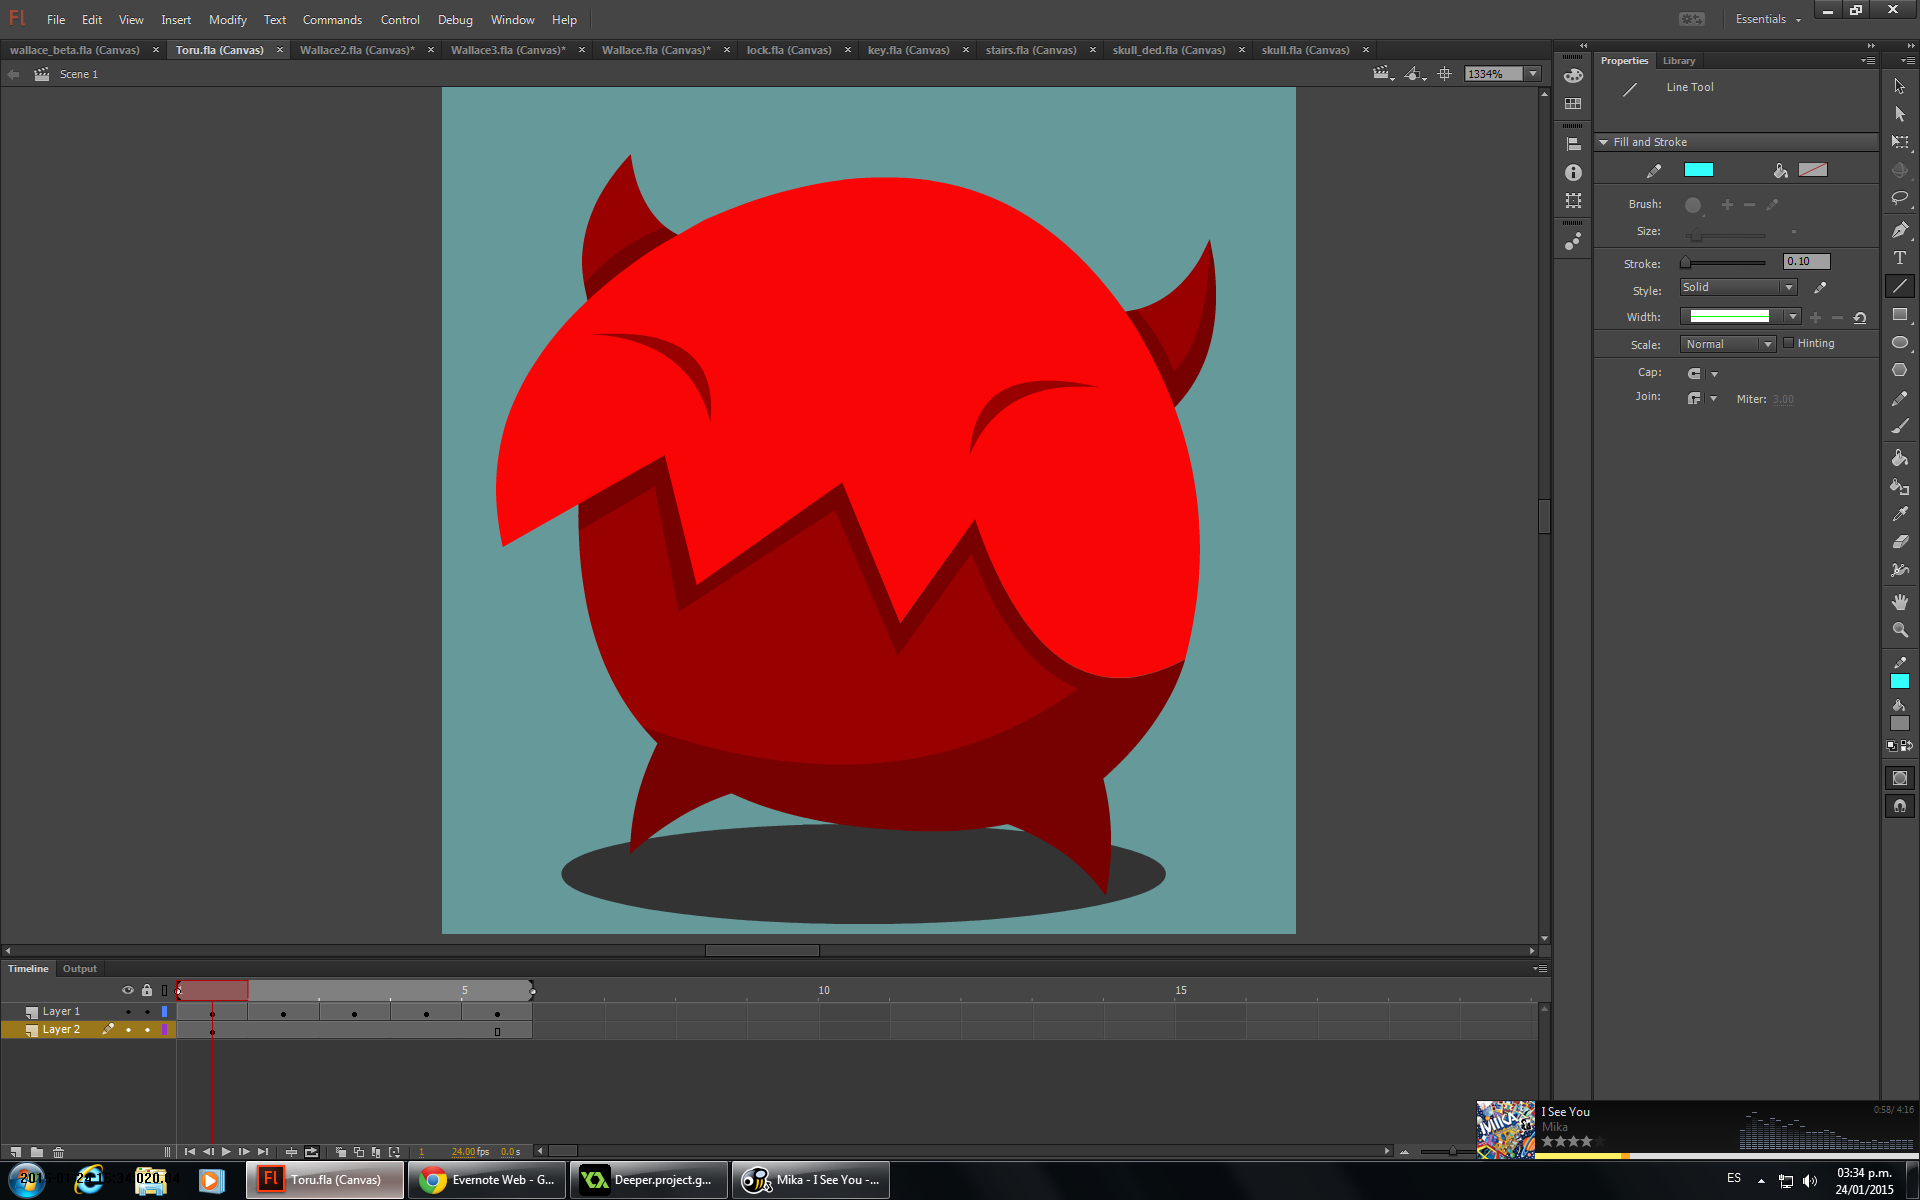 Fl File Edit View Insert Modify Text Commands Control Debug Window Help Essentials
wallace_beta.fla (Canvas) × Toru.fla (Canvas) × Wallace2.fla (Canvas)* × Wallace3.fla (Canvas)* × Wallace.fla (Canvas)* × lock.fla (Canvas) × key.fla (Canvas) × stairs.fla (Canvas) × skull_ded.fla (Canvas) × skull.fla (Canvas) ×
Scene 1 1334%
Properties Library
Line Tool
Fill and Stroke
Brush:
Size:
Stroke: 0.10
Style: Solid
Width:
Scale: Normal Hinting
Cap:
Join: Miter: 3.00
Timeline Output
5 10 15
Layer 1
Layer 2
1 24.00 fps 0.0 s
MIKA
I See You 0:58/ 4:16
Mika
Toru.fla (Canvas) Evernote Web - G... Deeper.project.g... Mika - I See You -...
ES 03:34 p.m.
24/01/2015